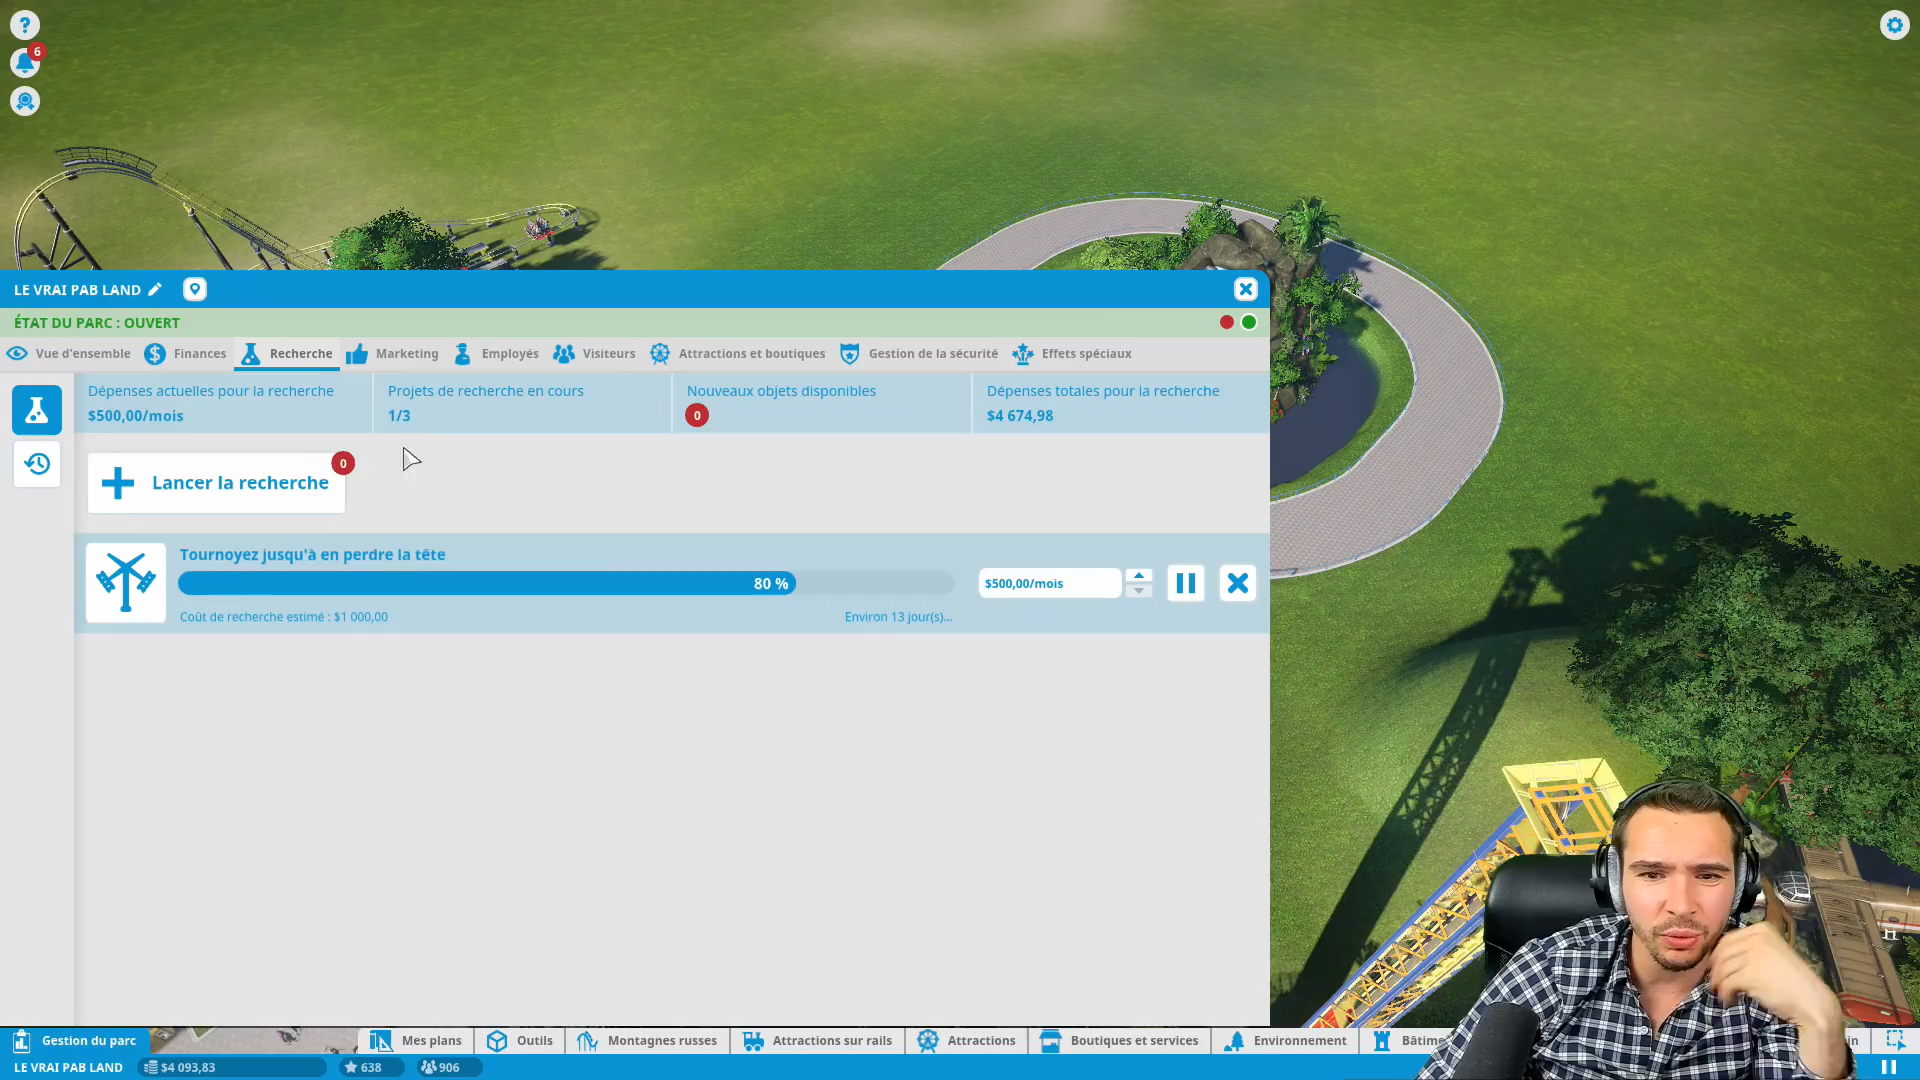 ?
6
LE VRAI PAB LAND
ÉTAT DU PARC : OUVERT
Vue d'ensemble
Finances
Recherche
Marketing
Employés
Visiteurs
Attractions et boutiques
Gestion de la sécurité
Effets spéciaux
Dépenses actuelles pour la recherche
$500,00/mois
Projets de recherche en cours
1/3
Nouveaux objets disponibles
0
Dépenses totales pour la recherche
$4 674,98
Lancer la recherche
0
Tournoyez jusqu'à en perdre la tête
80 %
$500,00/mois
Coût de recherche estimé : $1 000,00
Environ 13 jour(s)...
Gestion du parc
Mes plans
Outils
Montagnes russes
Attractions sur rails
Attractions
Boutiques et services
Environnement
Bâtime
in
LE VRAI PAB LAND
$4 093,83
638
906